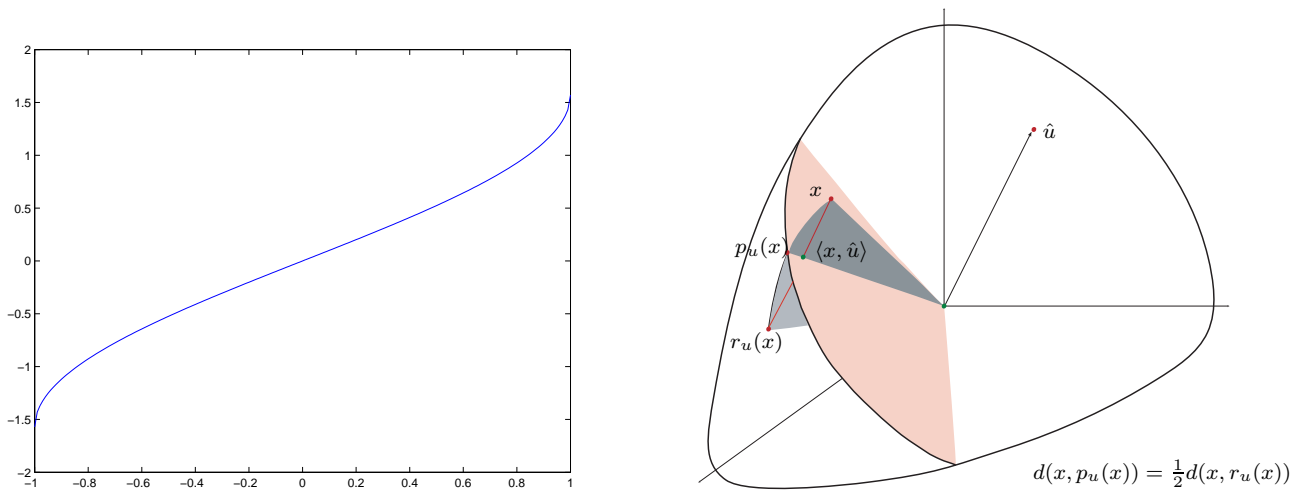 2
1.5
1
0.5
0
−0.5
−1
−1.5
−2
−1 −0.8 −0.6 −0.4 −0.2 0 0.2 0.4 0.6 0.8 1
û
x
p_u(x) ⟨x, û⟩
r_u(x)
d(x, p_u(x)) = ½d(x, r_u(x))